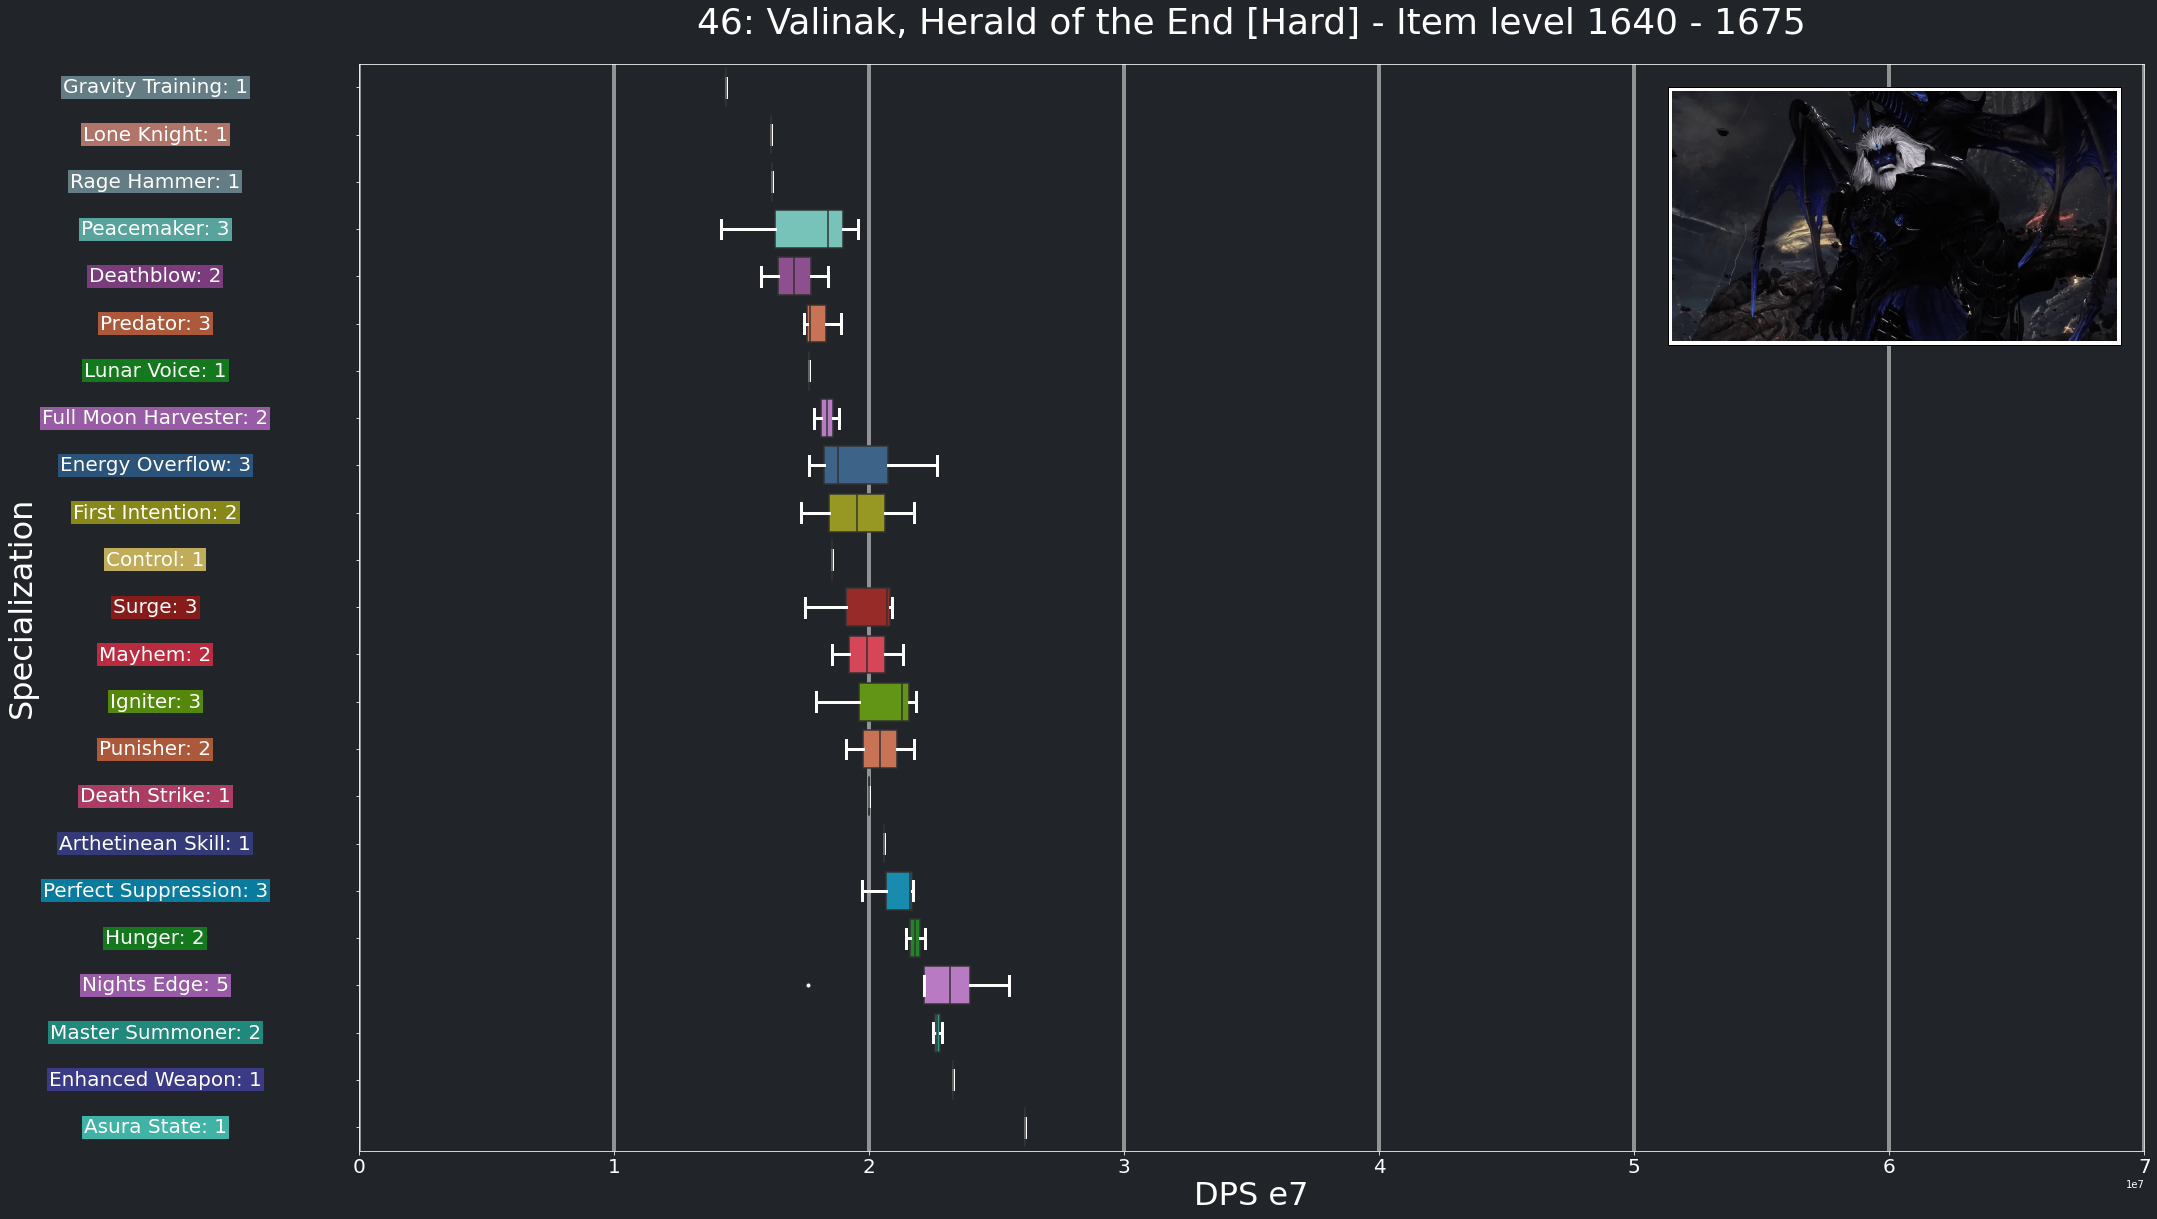 46: Valinak, Herald of the End [Hard] - Item level 1640 - 1675
Specialization
Gravity Training: 1
Lone Knight: 1
Rage Hammer: 1
Peacemaker: 3
Deathblow: 2
Predator: 3
Lunar Voice: 1
Full Moon Harvester: 2
Energy Overflow: 3
First Intention: 2
Control: 1
Surge: 3
Mayhem: 2
Igniter: 3
Punisher: 2
Death Strike: 1
Arthetinean Skill: 1
Perfect Suppression: 3
Hunger: 2
Nights Edge: 5
Master Summoner: 2
Enhanced Weapon: 1
Asura State: 1
0 1 2 3 4 5 6 7
1e7
DPS e7